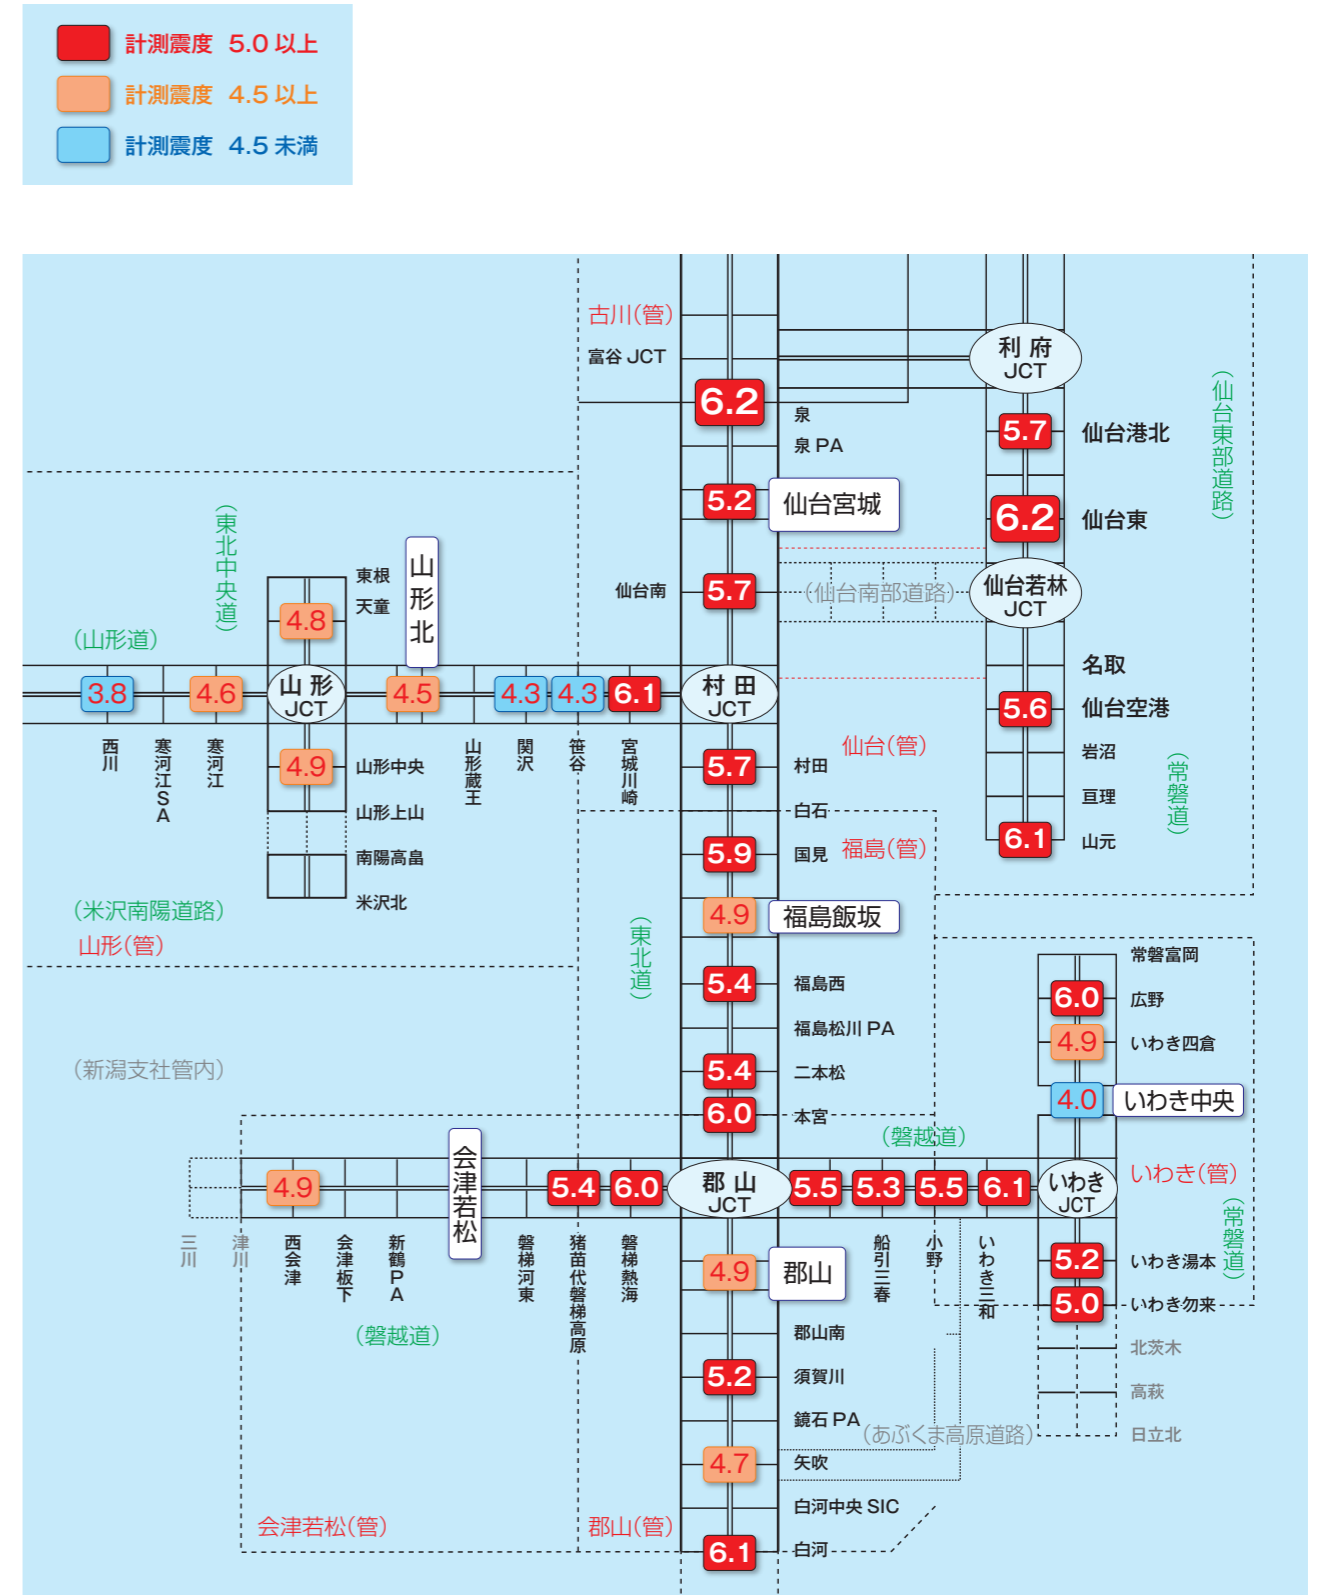 計測震度 5.0 以上
計測震度 4.5 以上
計測震度 4.5 未満
古川(管)
富谷 JCT
利府
JCT
6.2
泉
泉 PA
5.7
仙台港北
(仙台東部道路)
5.2
仙台宮城
6.2
仙台東
(東北中央道)
山形北
東根
天童
4.8
仙台南
5.7
(仙台南部道路)
仙台若林
JCT
(山形道)
3.8
4.6
山形
JCT
4.5
4.3
4.3
6.1
村田
JCT
名取
5.6
仙台空港
西川
寒河江SA
寒河江
4.9
山形中央
山形蔵王
関沢
笹谷
宮城川崎
5.7
村田
仙台(管)
岩沼
(常磐道)
山形上山
白石
亘理
南陽高畠
5.9
国見
福島(管)
6.1
山元
米沢北
(米沢南陽道路)
山形(管)
4.9
福島飯坂
(東北道)
5.4
福島西
常磐富岡
6.0
広野
福島松川 PA
4.9
いわき四倉
(新潟支社管内)
5.4
二本松
4.0
いわき中央
6.0
本宮
(磐越道)
会津若松
4.9
5.4
6.0
郡山
JCT
5.5
5.3
5.5
6.1
いわき
JCT
いわき(管)
(常磐道)
三川
津川
西会津
会津坂下
新鶴PA
磐梯河東
猪苗代磐梯高原
磐梯熱海
4.9
郡山
船引三春
小野
いわき三和
5.2
いわき湯本
5.0
いわき勿来
(磐越道)
郡山南
北茨木
5.2
須賀川
高萩
鏡石 PA
(あぶくま高原道路)
日立北
4.7
矢吹
白河中央 SIC
会津若松(管)
郡山(管)
6.1
白河